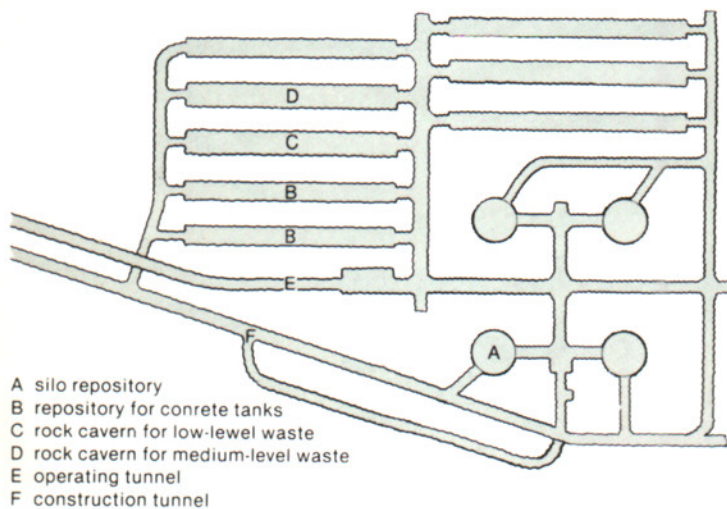 D
C
B
B
E
F
A
A silo repository
B repository for conrete tanks
C rock cavern for low-lewel waste
D rock cavern for medium-level waste
E operating tunnel
F construction tunnel